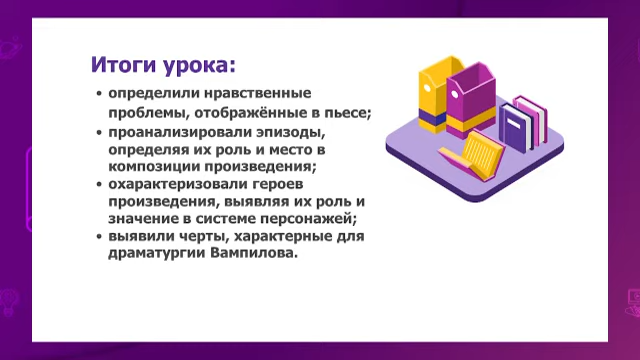 Итоги урока:
• определили нравственные
проблемы, отображённые в пьесе;
• проанализировали эпизоды,
определяя их роль и место в
композиции произведения;
• охарактеризовали героев
произведения, выявляя их роль и
значение в системе персонажей;
• выявили черты, характерные для
драматургии Вампилова.